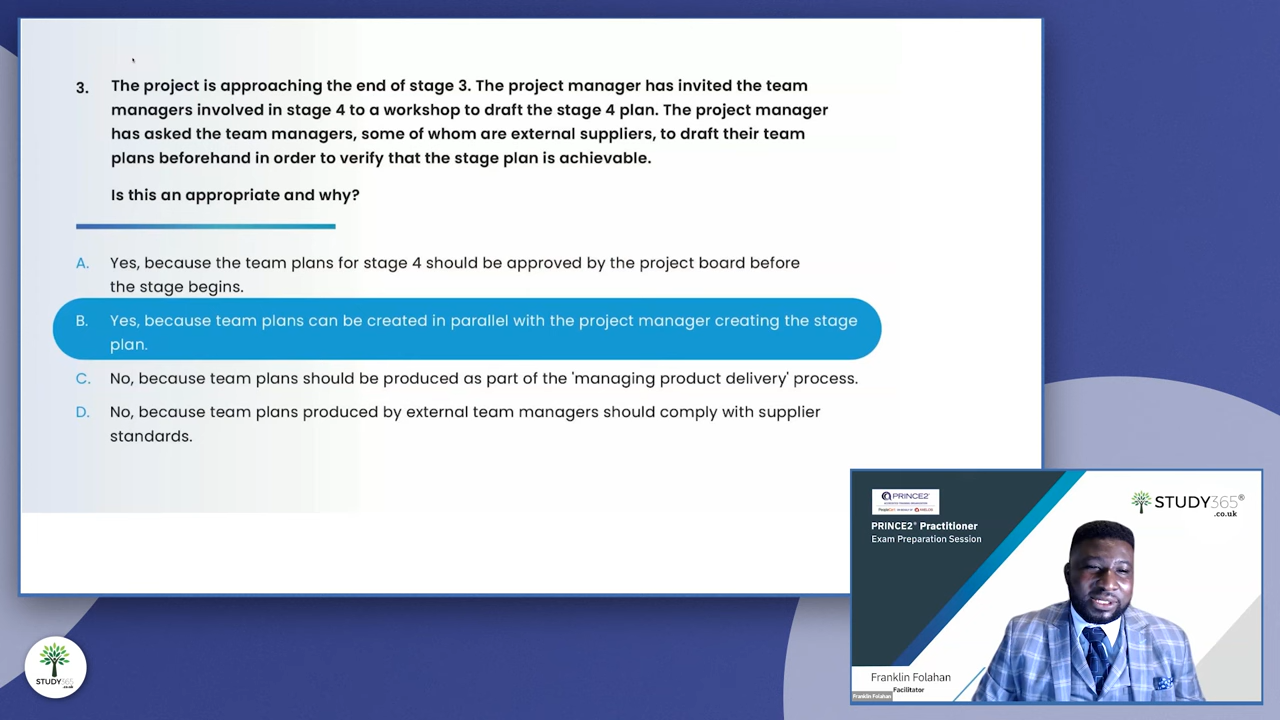 3. The project is approaching the end of stage 3. The project manager has invited the team
managers involved in stage 4 to a workshop to draft the stage 4 plan. The project manager
has asked the team managers, some of whom are external suppliers, to draft their team
plans beforehand in order to verify that the stage plan is achievable.
Is this an appropriate and why?
A. Yes, because the team plans for stage 4 should be approved by the project board before
the stage begins.
B. Yes, because team plans can be created in parallel with the project manager creating the stage
plan.
C. No, because team plans should be produced as part of the 'managing product delivery' process.
D. No, because team plans produced by external team managers should comply with supplier
standards.
PRINCE2
PRINCE2® Practitioner
Exam Preparation Session
STUDY365®
.co.uk
Franklin Folahan
Facilitator
Franklin Folahan
STUDY365
.co.uk